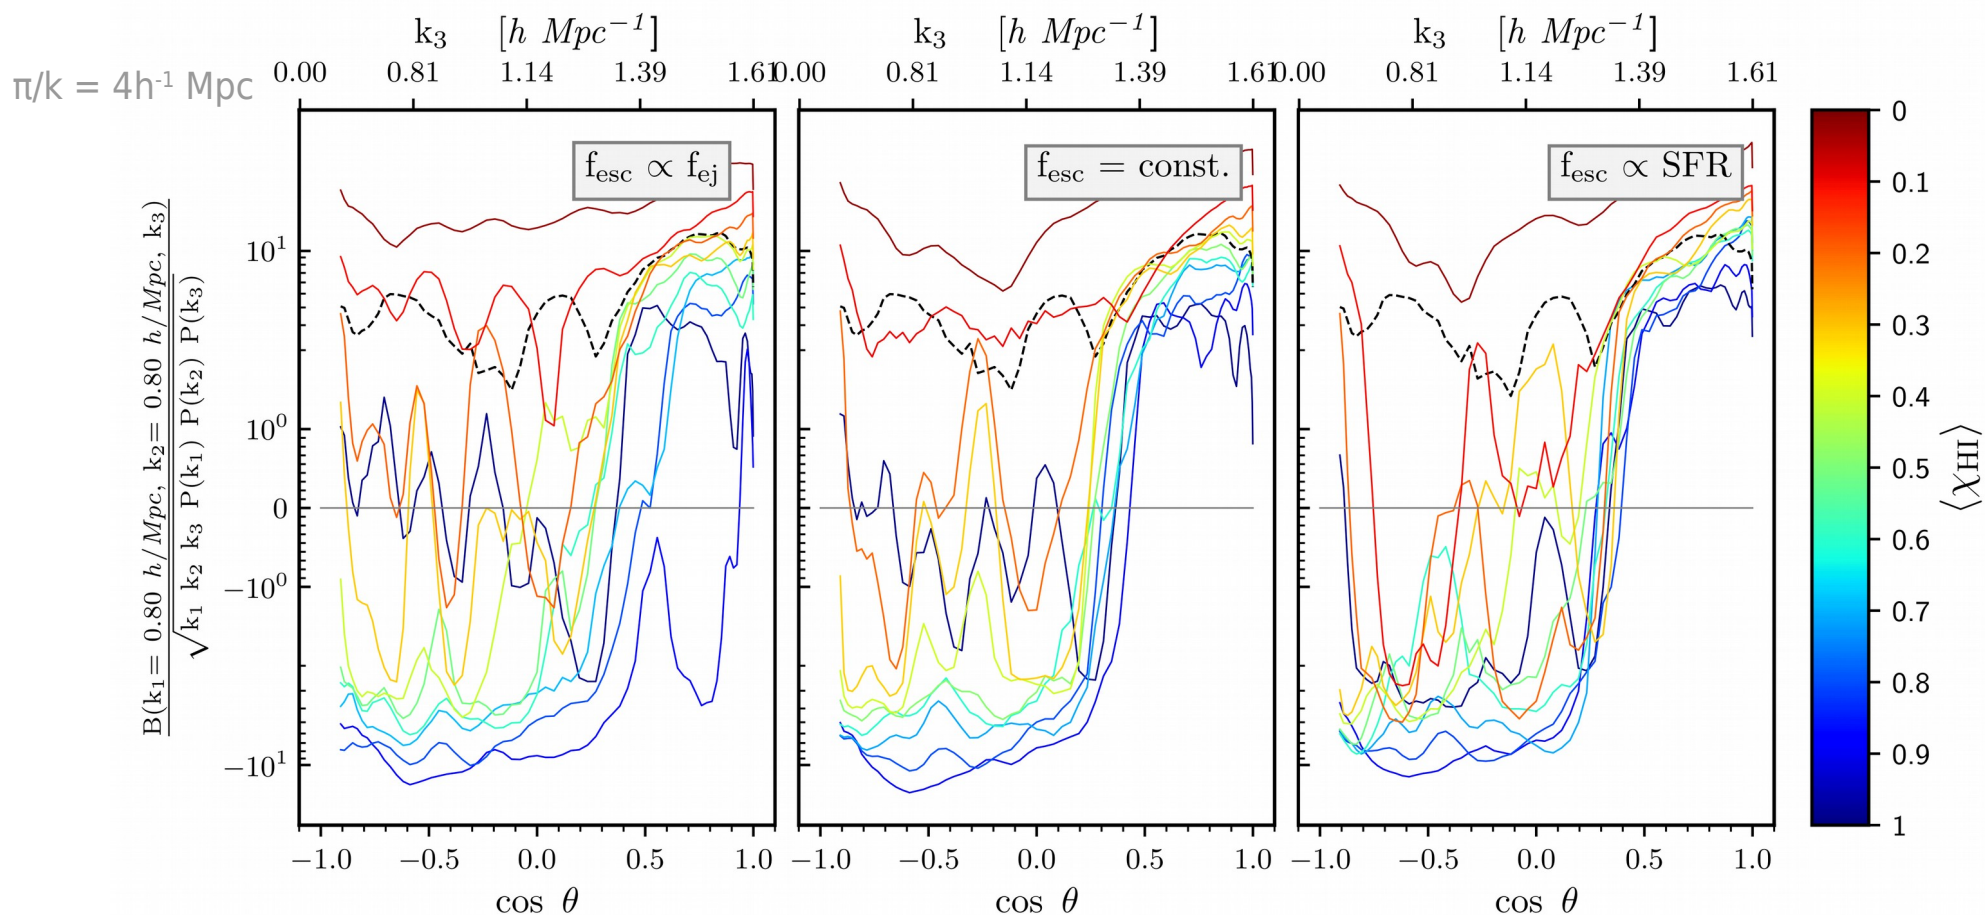 k₃ [h Mpc⁻¹] k₃ [h Mpc⁻¹] k₃ [h Mpc⁻¹]
π/k = 4h⁻¹ Mpc
0.00 0.81 1.14 1.39 1.61 0.00 0.81 1.14 1.39 1.61 0.00 0.81 1.14 1.39 1.61
f_esc ∝ f_ej
f_esc = const.
f_esc ∝ SFR
B(k₁= 0.80 h/Mpc, k₂= 0.80 h/Mpc, k₃)
√k₁ k₂ k₃ P(k₁) P(k₂) P(k₃)
10¹
10⁰
0
−10⁰
−10¹
−1.0 −0.5 0.0 0.5 1.0 −1.0 −0.5 0.0 0.5 1.0 −1.0 −0.5 0.0 0.5 1.0
cos θ cos θ cos θ
0
0.1
0.2
0.3
0.4
0.5
0.6
0.7
0.8
0.9
1
⟨χ_HI⟩